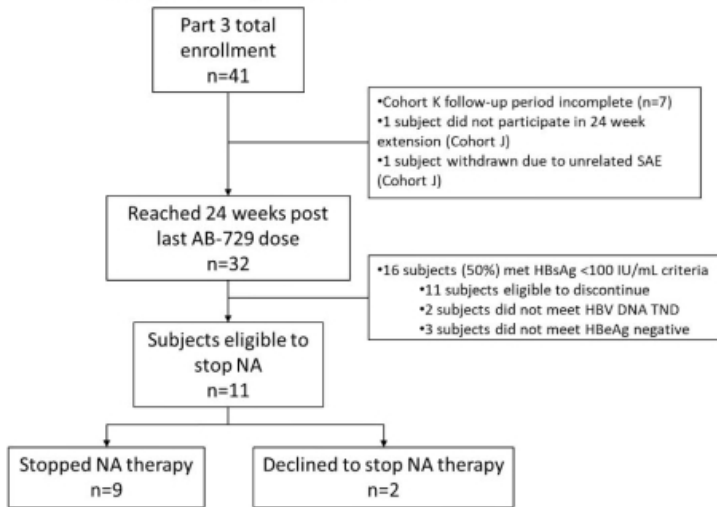 Part 3 total
enrollment
n=41
•Cohort K follow-up period incomplete (n=7)
•1 subject did not participate in 24 week
extension (Cohort J)
•1 subject withdrawn due to unrelated SAE
(Cohort J)
Reached 24 weeks post
last AB-729 dose
n=32
•16 subjects (50%) met HBsAg <100 IU/mL criteria
•11 subjects eligible to discontinue
•2 subjects did not meet HBV DNA TND
•3 subjects did not meet HBeAg negative
Subjects eligible to
stop NA
n=11
Stopped NA therapy
n=9
Declined to stop NA therapy
n=2